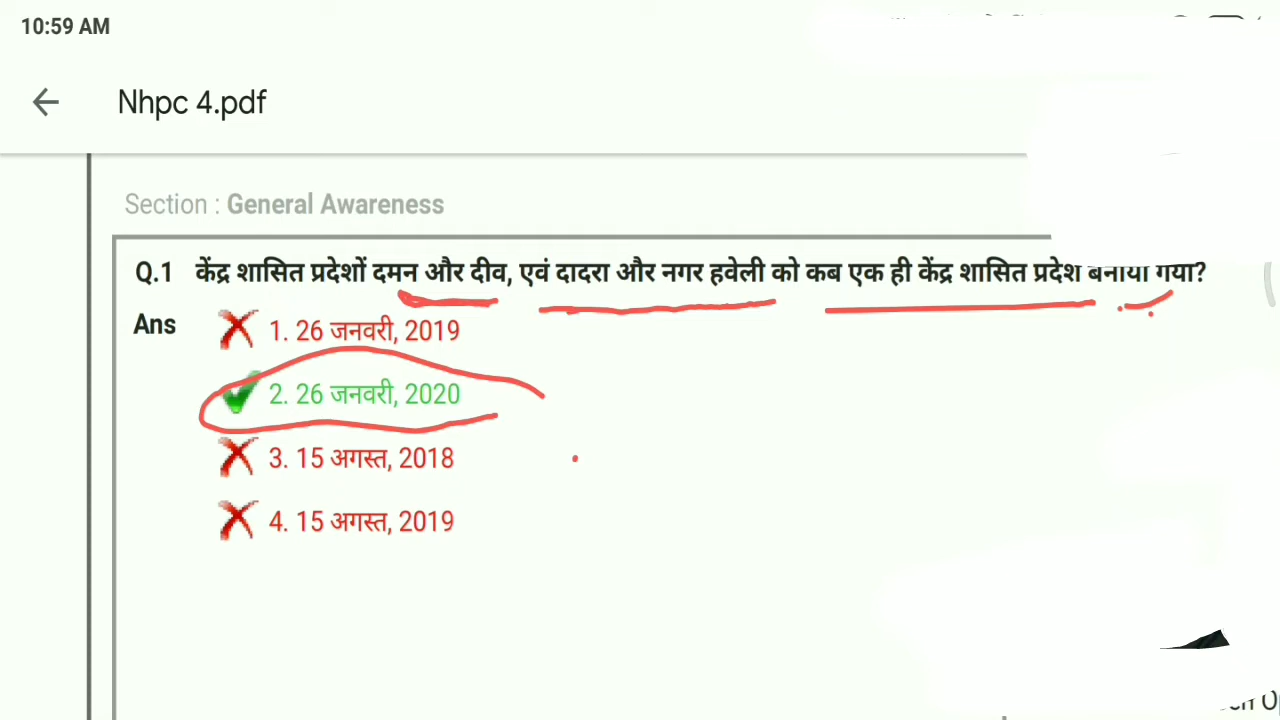 10:59 AM
Nhpc 4.pdf
Section : General Awareness
Q.1 केंद्र शासित प्रदेशों दमन और दीव, एवं दादरा और नगर हवेली को कब एक ही केंद्र शासित प्रदेश बनाया गया?
Ans
1. 26 जनवरी, 2019
2. 26 जनवरी, 2020
3. 15 अगस्त, 2018
4. 15 अगस्त, 2019